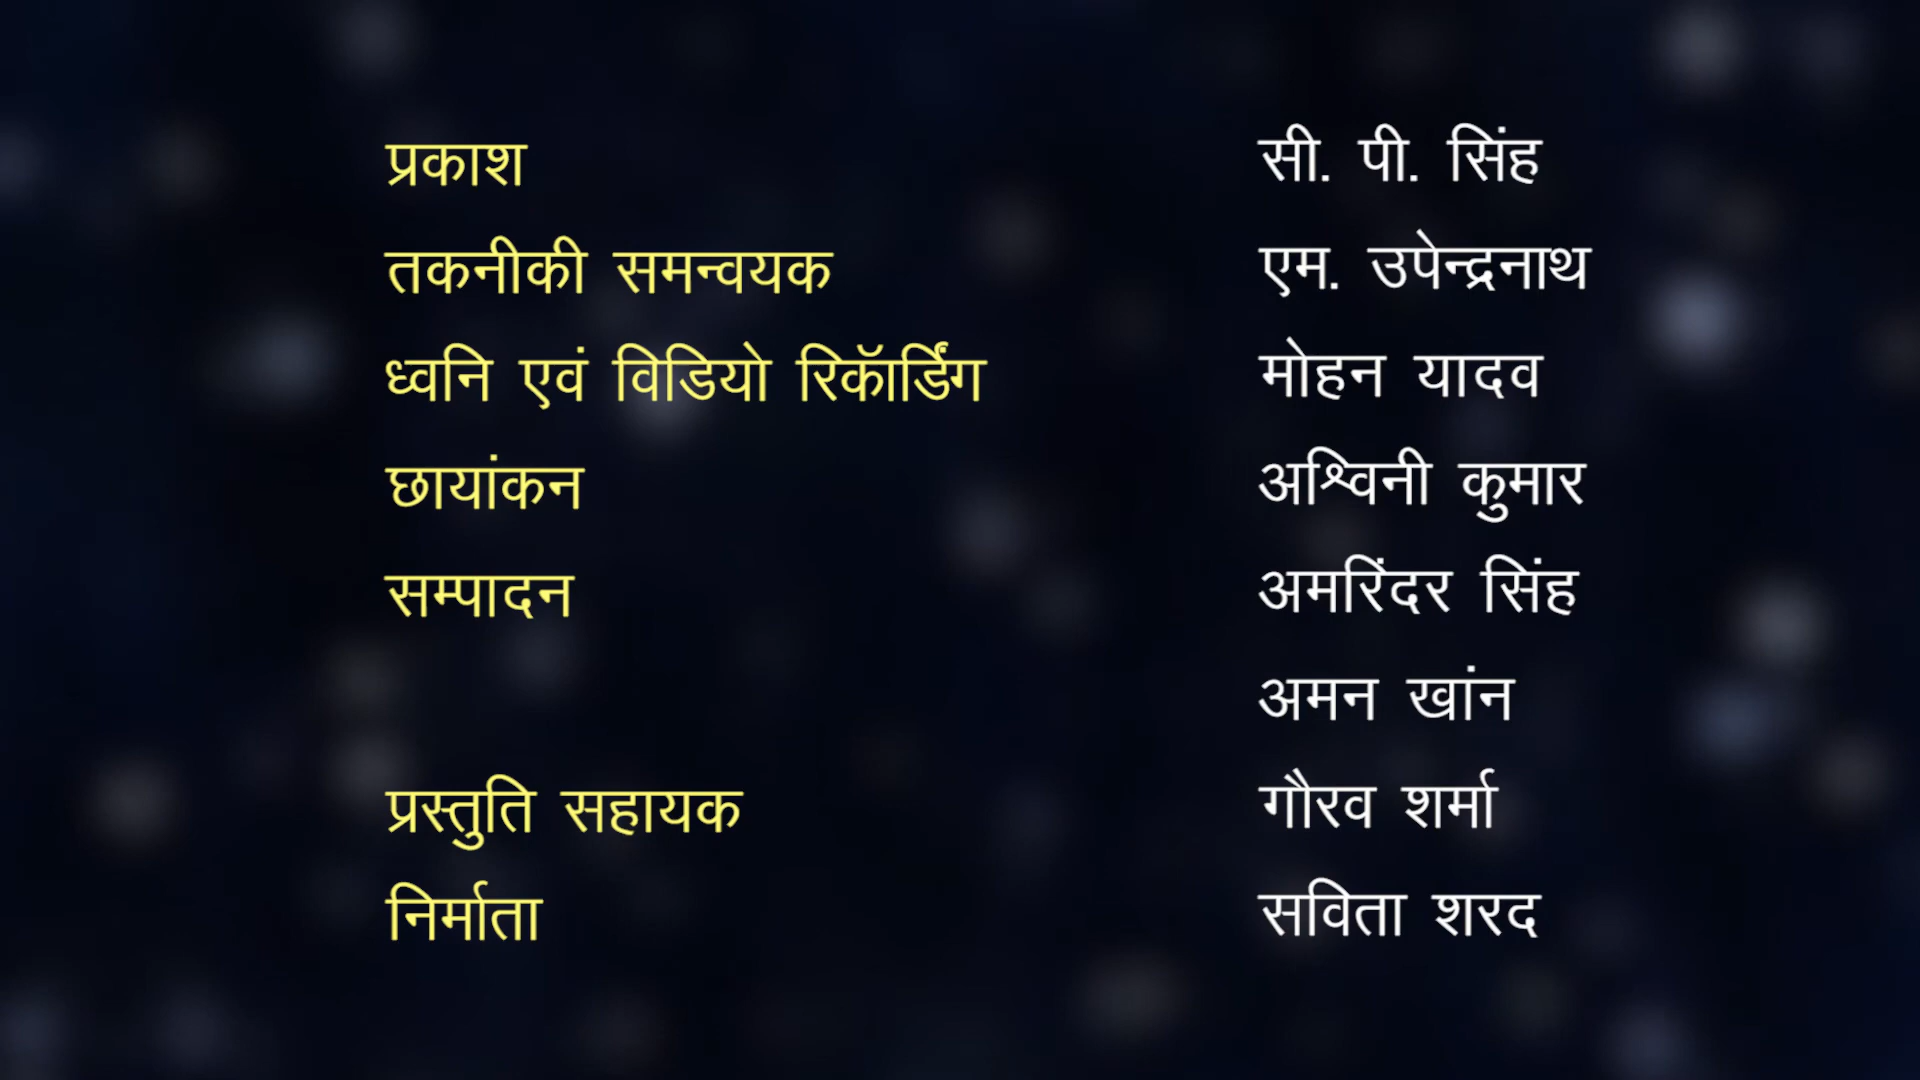 प्रकाश सी. पी. सिंह
तकनीकी समन्वयक एम. उपेन्द्रनाथ
ध्वनि एवं विडियो रिकॅार्डिंग मोहन यादव
छायांकन अश्विनी कुमार
सम्पादन अमरिंदर सिंह
अमन खांन
प्रस्तुति सहायक गौरव शर्मा
निर्माता सविता शरद